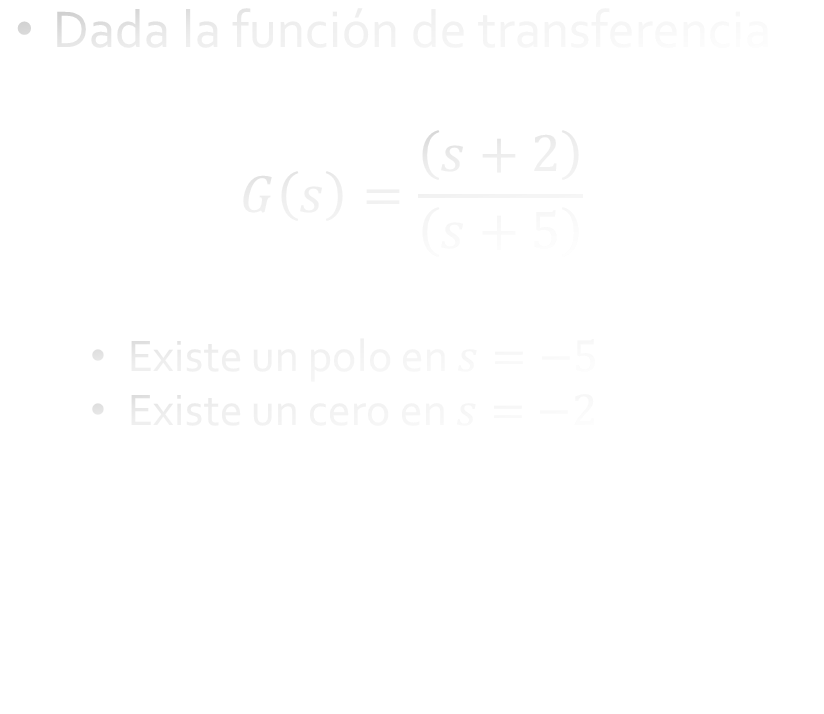 • Dada la función de transferencia
G(s) = (s + 2) / (s + 5)
• Existe un polo en s = −5
• Existe un cero en s = −2